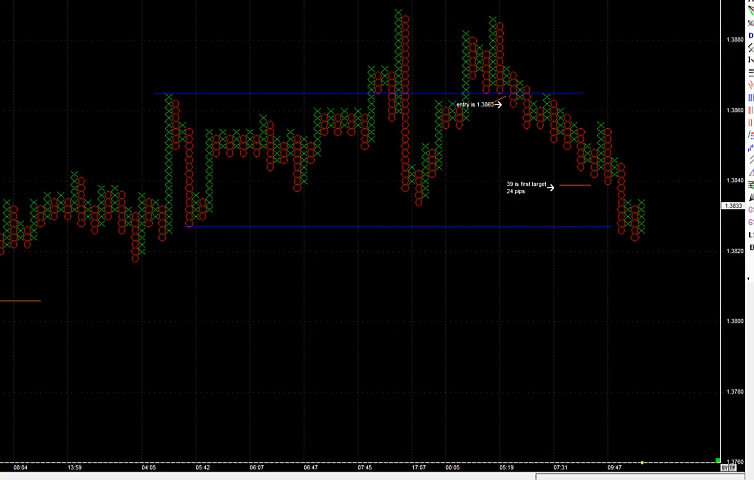 1.3880
entry is 1.3863
1.3860
39 is first target
24 pips
1.3840
1.3833
1.3820
1.3800
1.3780
1.3760
08:04 13:59 04:05 05:42 06:07 06:47 07:45 17:07 00:05 05:19 07:31 09:47